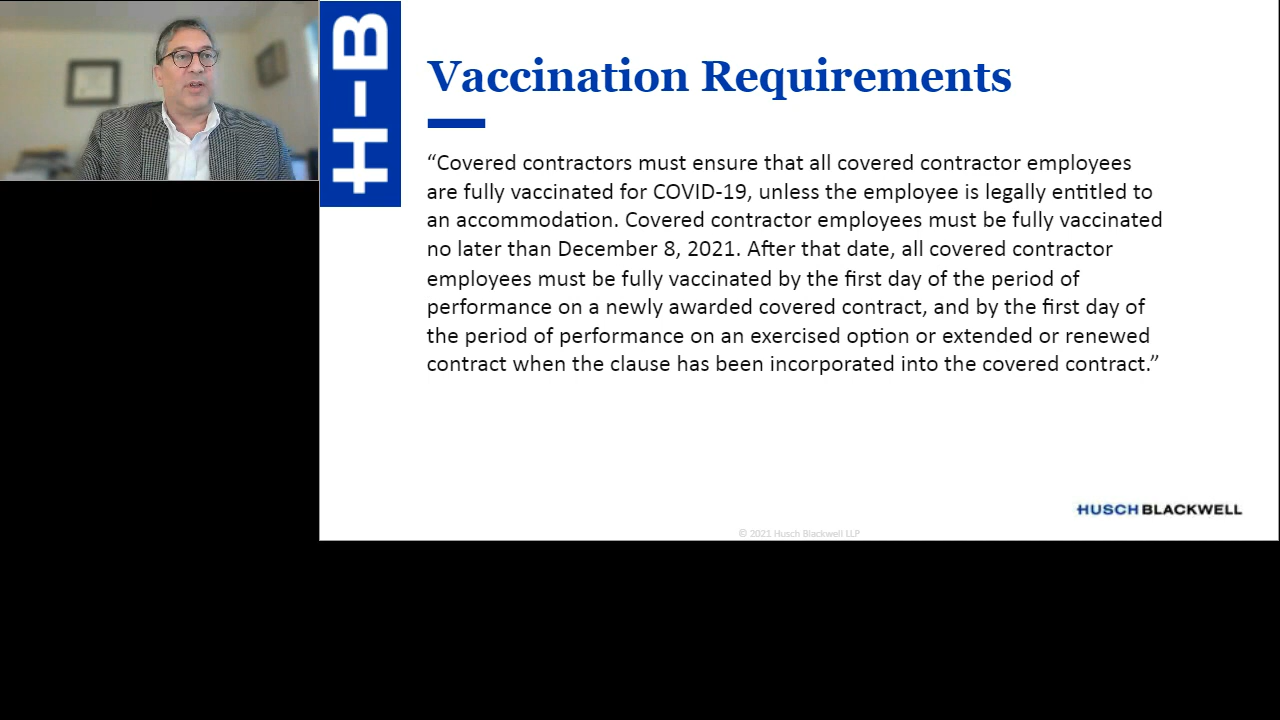 H-B
Vaccination Requirements
“Covered contractors must ensure that all covered contractor employees
are fully vaccinated for COVID-19, unless the employee is legally entitled to
an accommodation. Covered contractor employees must be fully vaccinated
no later than December 8, 2021. After that date, all covered contractor
employees must be fully vaccinated by the first day of the period of
performance on a newly awarded covered contract, and by the first day of
the period of performance on an exercised option or extended or renewed
contract when the clause has been incorporated into the covered contract.”
HUSCH BLACKWELL
© 2021 Husch Blackwell LLP